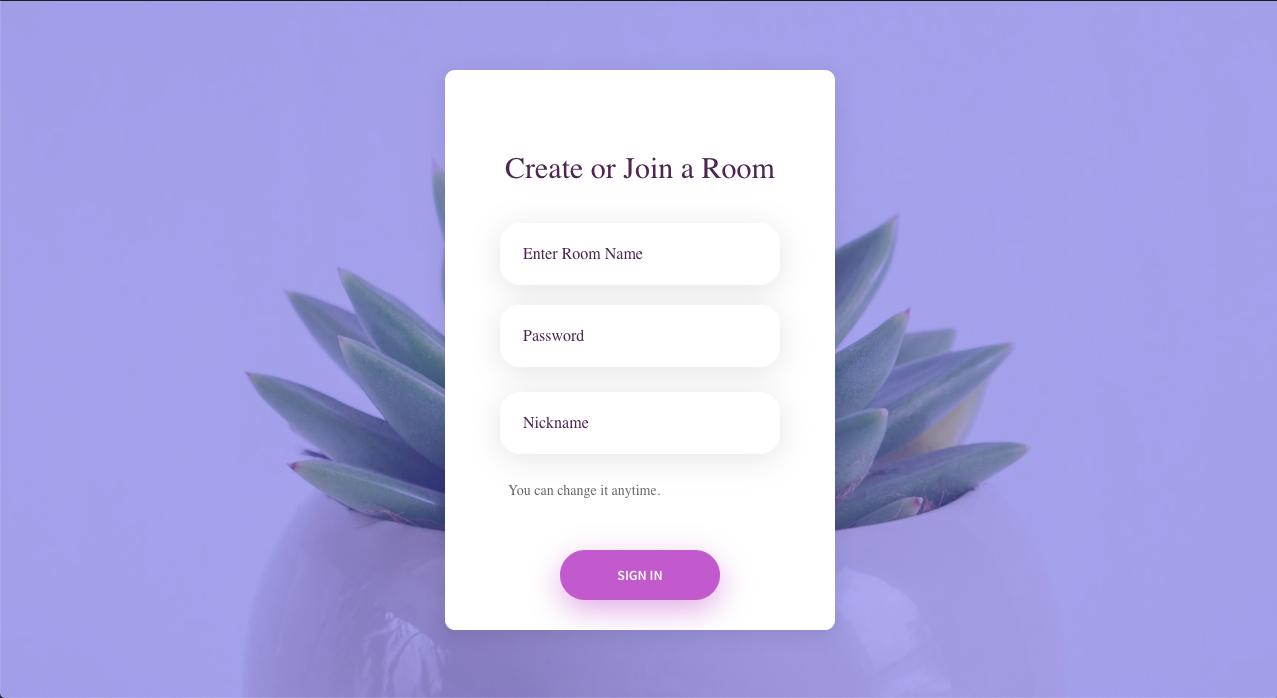 Create or Join a Room
Enter Room Name
Password
Nickname
You can change it anytime.
SIGN IN